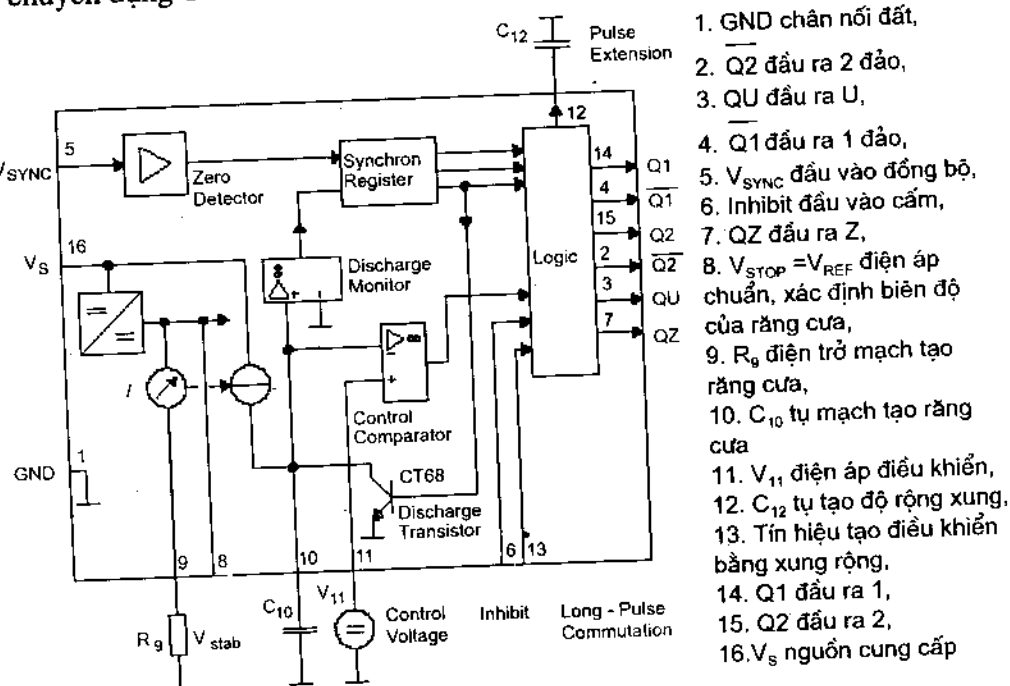 chuyên dụng
C12
Pulse
Extension
12
5
VSYNC
Zero
Detector
Synchron
Register
14
Q1
4
Q1
15
Q2
2
Q2
3
QU
7
QZ
Logic
16
VS
Discharge
Monitor
I
Control
Comparator
1
GND
CT68
Discharge
Transistor
9
8
10
11
6
13
R9
V stab
C10
V11
Control
Voltage
Inhibit
Long - Pulse
Commutation
1. GND chân nối đất,
2. Q2 đầu ra 2 đảo,
3. QU đầu ra U,
4. Q1 đầu ra 1 đảo,
5. VSYNC đầu vào đồng bộ,
6. Inhibit đầu vào cấm,
7. QZ đầu ra Z,
8. VSTOP =VREF điện áp
chuẩn, xác định biên độ
của răng cưa,
9. R9 điện trở mạch tạo
răng cưa,
10. C10 tụ mạch tạo răng
cưa
11. V11 điện áp điều khiển,
12. C12 tụ tạo độ rộng xung,
13. Tín hiệu tạo điều khiển
bằng xung rộng,
14. Q1 đầu ra 1,
15. Q2 đầu ra 2,
16.VS nguồn cung cấp